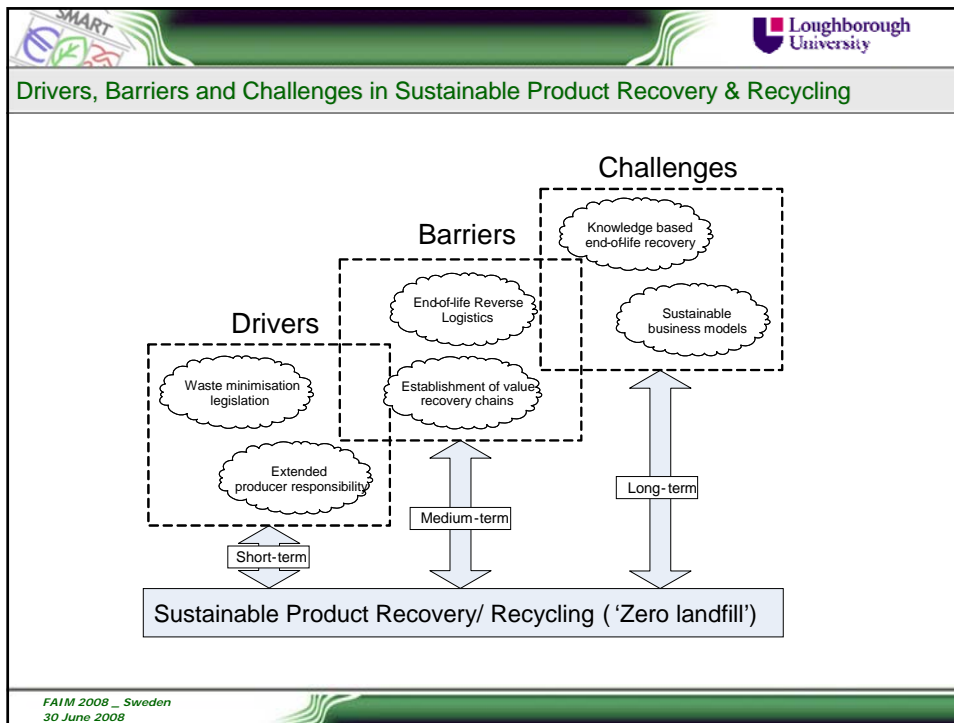 SMART
Loughborough
University
Drivers, Barriers and Challenges in Sustainable Product Recovery & Recycling
Challenges
Knowledge based
end-of-life recovery
Sustainable
business models
Barriers
End-of-life Reverse
Logistics
Establishment of value
recovery chains
Drivers
Waste minimisation
legislation
Extended
producer responsibility
Short-term
Medium-term
Long-term
Sustainable Product Recovery/ Recycling ( 'Zero landfill')
FAIM 2008 _ Sweden
30 June 2008